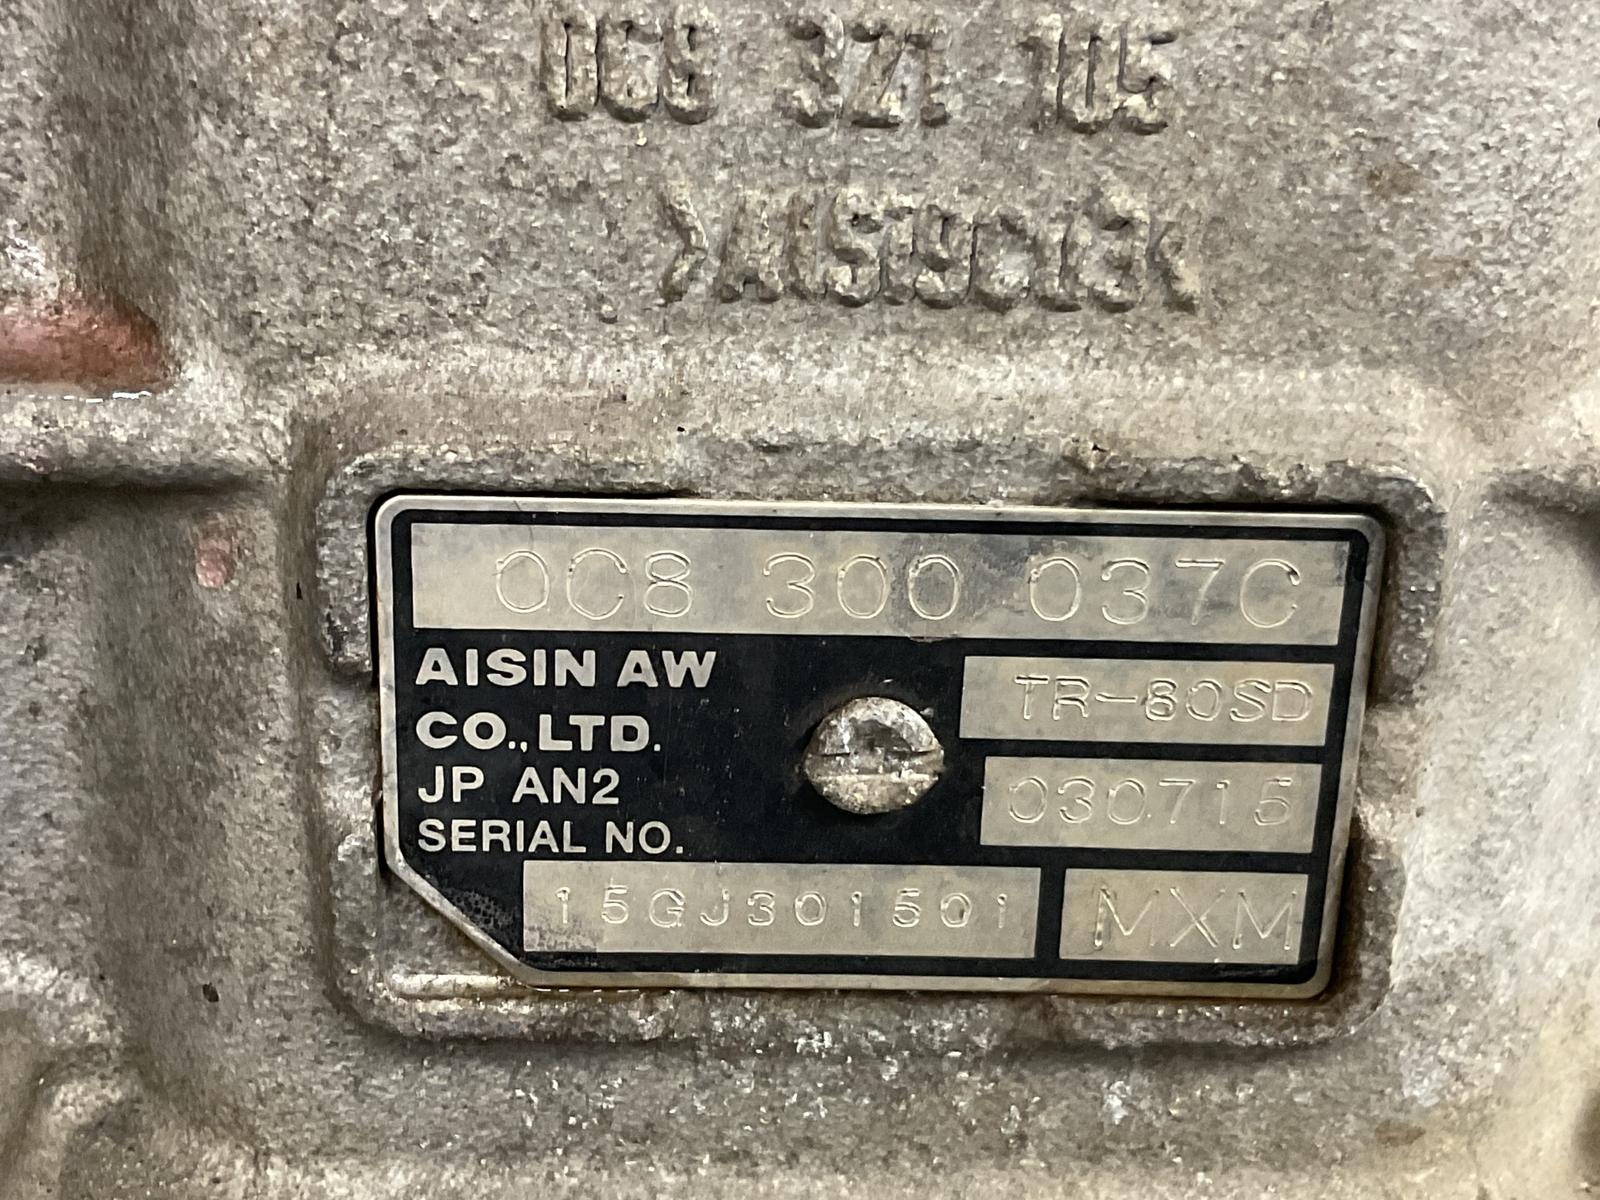 0C8 321 105
>AlSi9Cu3<
0C8 300 037C
AISIN AW
CO.,LTD.
TR-80SD
JP AN2
030715
SERIAL NO.
15GJ301501
MXM